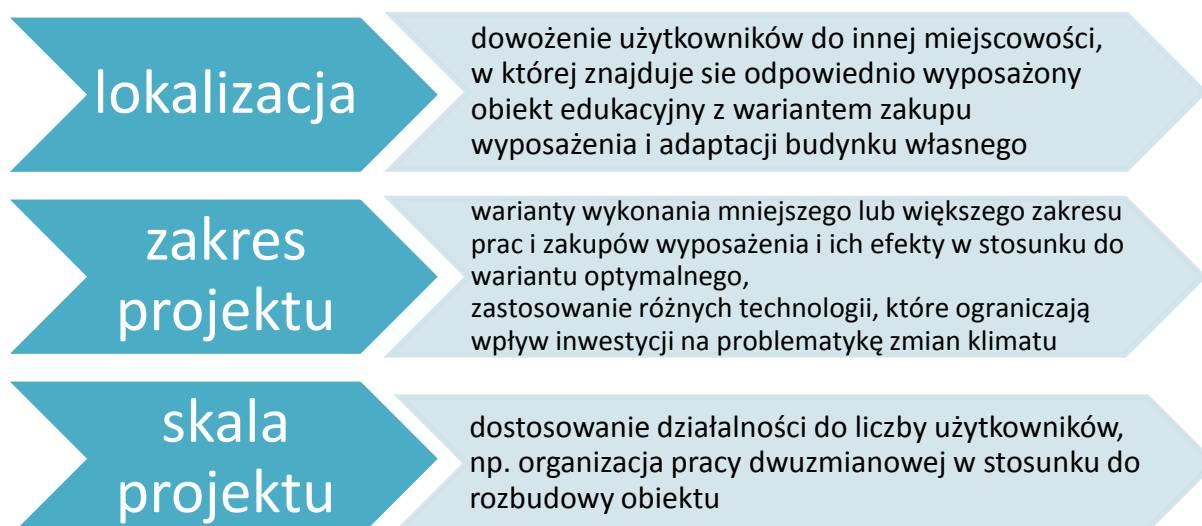 lokalizacja
dowożenie użytkowników do innej miejscowości,
w której znajduje sie odpowiednio wyposażony
obiekt edukacyjny z wariantem zakupu
wyposażenia i adaptacji budynku własnego
zakres
projektu
warianty wykonania mniejszego lub większego zakresu
prac i zakupów wyposażenia i ich efekty w stosunku do
wariantu optymalnego,
zastosowanie różnych technologii, które ograniczają
wpływ inwestycji na problematykę zmian klimatu
skala
projektu
dostosowanie działalności do liczby użytkowników,
np. organizacja pracy dwuzmianowej w stosunku do
rozbudowy obiektu